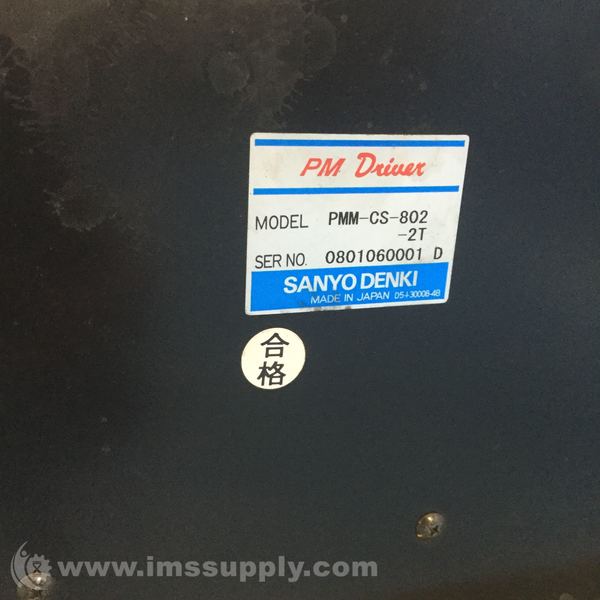 PM Driver
MODEL PMM-CS-802
-2T
SER NO. 0801060001 D
SANYO DENKI
MADE IN JAPAN 05-I-30008-4B
合
格
www.imssupply.com